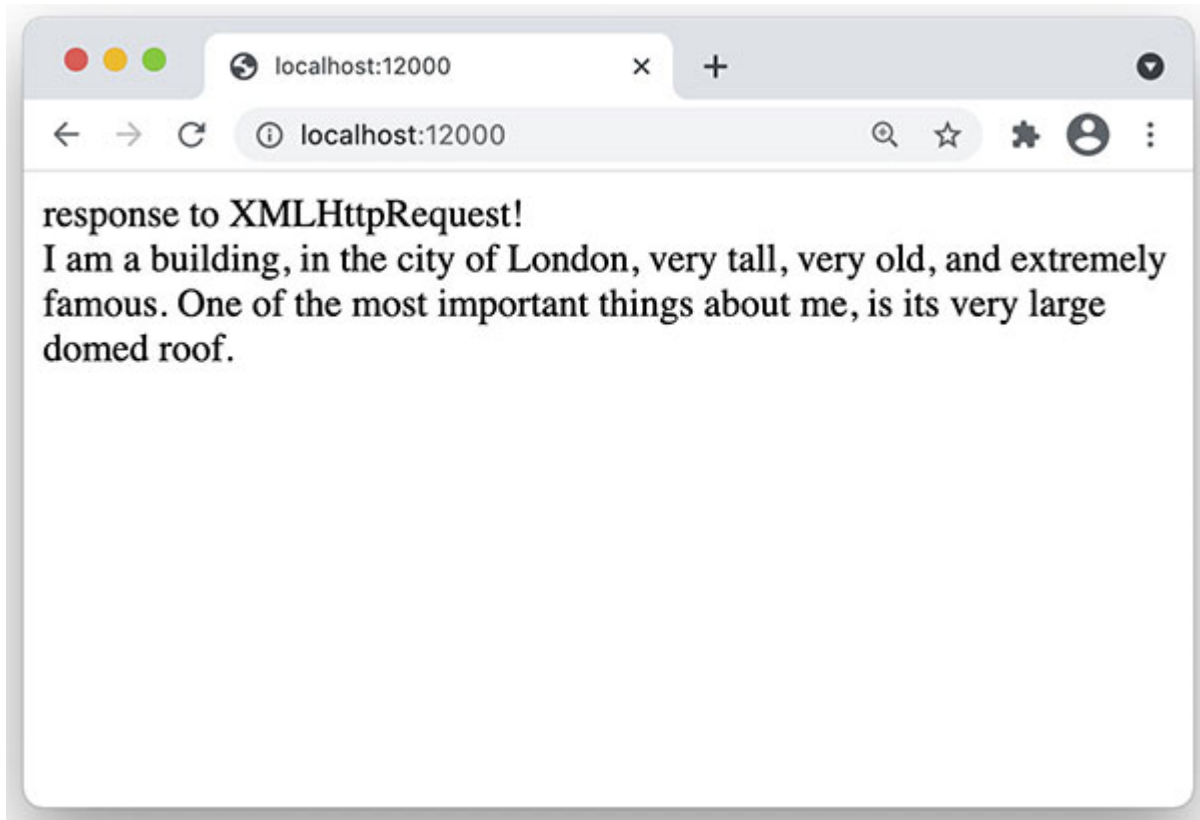 localhost:12000
localhost:12000
response to XMLHttpRequest!
I am a building, in the city of London, very tall, very old, and extremely
famous. One of the most important things about me, is its very large
domed roof.